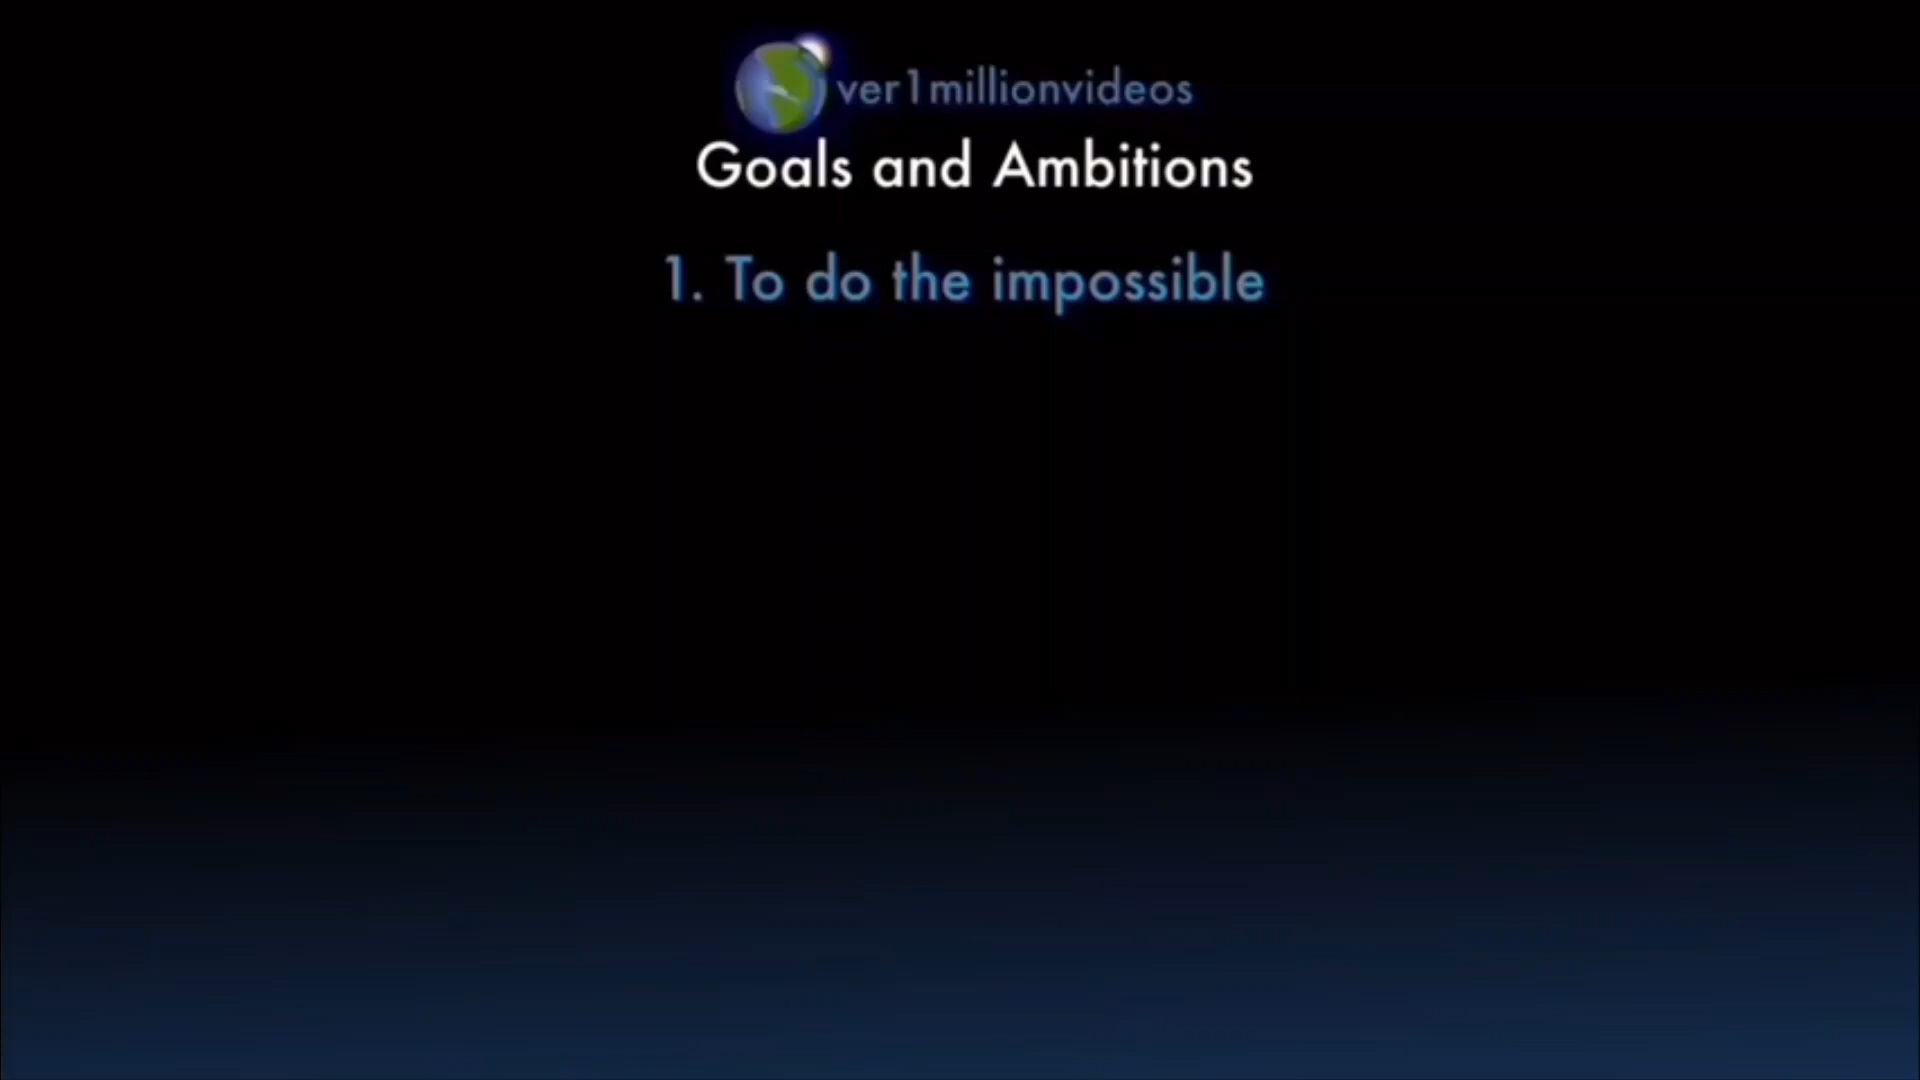 ver1millionvideos
Goals and Ambitions
1. To do the impossible